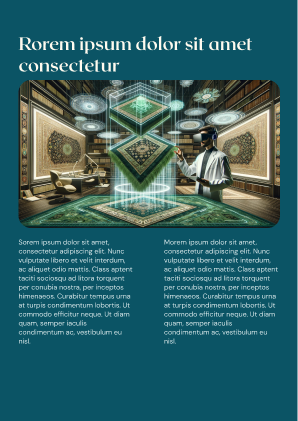 Rorem ipsum dolor sit amet
consectetur
Sorem ipsum dolor sit amet,
consectetur adipiscing elit. Nunc
vulputate libero et velit interdum,
ac aliquet odio mattis. Class aptent
taciti sociosqu ad litora torquent
per conubia nostra, per inceptos
himenaeos. Curabitur tempus urna
at turpis condimentum lobortis. Ut
commodo efficitur neque. Ut diam
quam, semper iaculis
condimentum ac, vestibulum eu
nisl.
Morem ipsum dolor sit amet,
consectetur adipiscing elit. Nunc
vulputate libero et velit interdum,
ac aliquet odio mattis. Class aptent
taciti sociosqu ad litora torquent
per conubia nostra, per inceptos
himenaeos. Curabitur tempus urna
at turpis condimentum lobortis. Ut
commodo efficitur neque. Ut diam
quam, semper iaculis
condimentum ac, vestibulum eu
nisl.